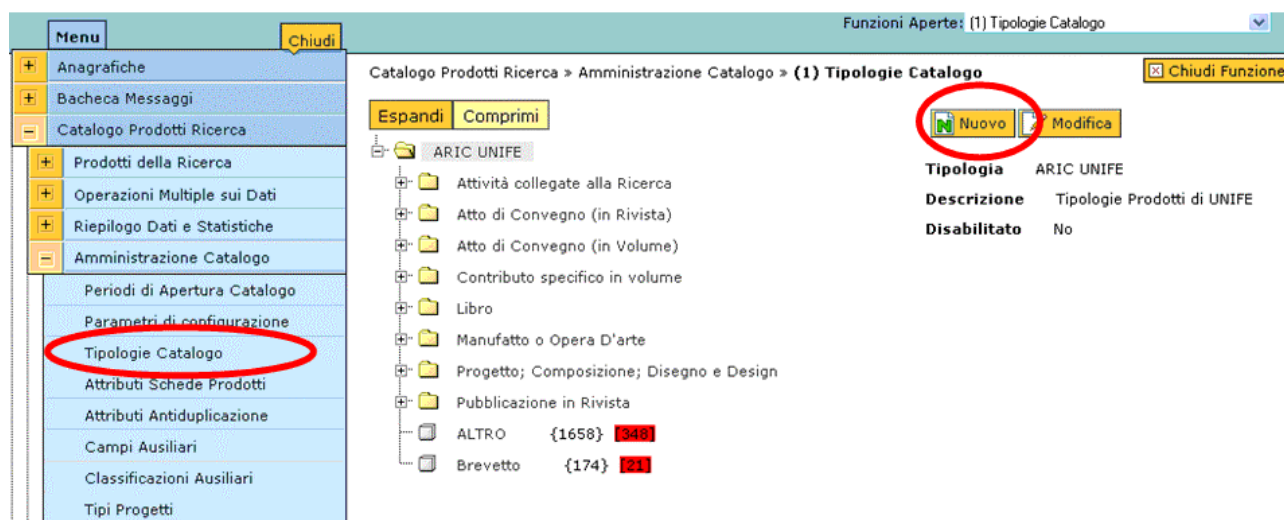 Funzioni Aperte: (1) Tipologie Catalogo
Menu
Chiudi
Anagrafiche
Bacheca Messaggi
Catalogo Prodotti Ricerca
Prodotti della Ricerca
Operazioni Multiple sui Dati
Riepilogo Dati e Statistiche
Amministrazione Catalogo
Periodi di Apertura Catalogo
Parametri di configurazione
Tipologie Catalogo
Attributi Schede Prodotti
Attributi Antiduplicazione
Campi Ausiliari
Classificazioni Ausiliari
Tipi Progetti
Catalogo Prodotti Ricerca » Amministrazione Catalogo » (1) Tipologie Catalogo
Chiudi Funzione
Espandi Comprimi
ARIC UNIFE
Attività collegate alla Ricerca
Atto di Convegno (in Rivista)
Atto di Convegno (in Volume)
Contributo specifico in volume
Libro
Manufatto o Opera D'arte
Progetto; Composizione; Disegno e Design
Pubblicazione in Rivista
ALTRO {1658} [348]
Brevetto {174} [21]
N Nuovo Modifica
Tipologia ARIC UNIFE
Descrizione Tipologie Prodotti di UNIFE
Disabilitato No